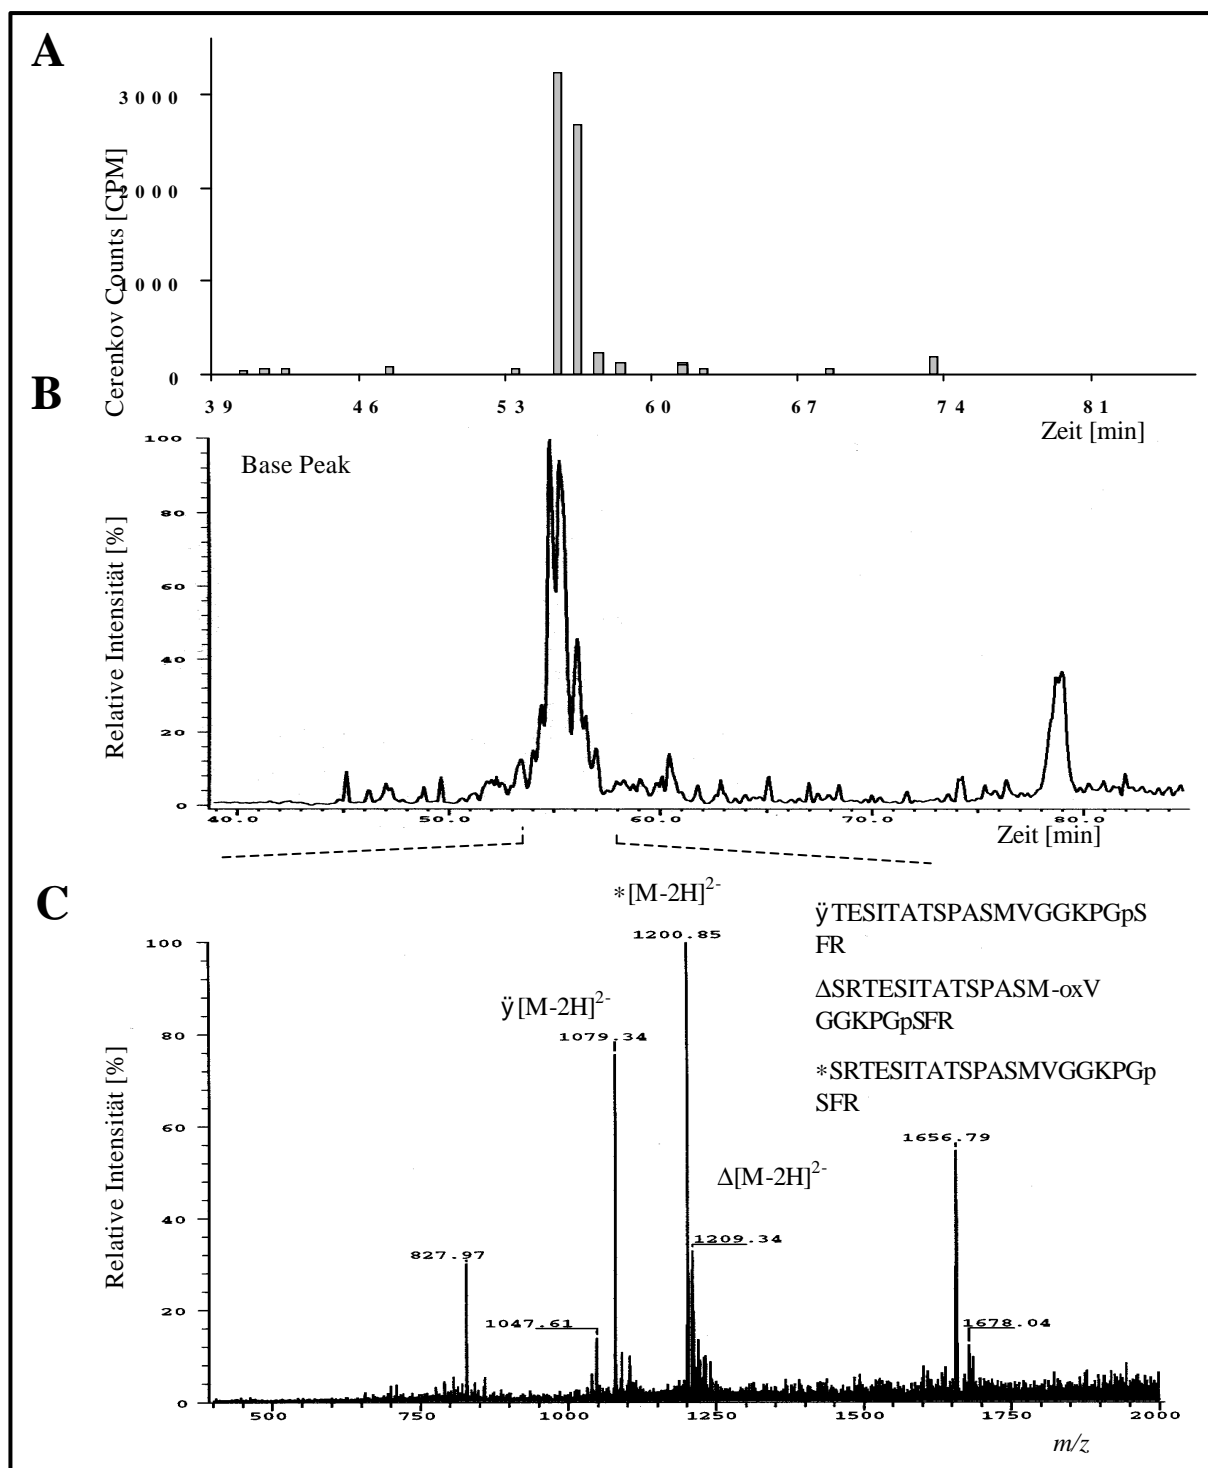 A
3000
2000
1000
0
Cerenkov Counts [CPM]
39 46 53 60 67 74 81
Zeit [min]
B
Base Peak
100
80
60
40
20
0
Relative Intensität [%]
40.0 50.0 60.0 70.0 80.0
Zeit [min]
C
*[M-2H]2-
1200.85
ÿ[M-2H]2-
1079.34
ÿTESITATSPASMVGGKPGpS
FR
ΔSRTESITATSPASM-oxV
GGKPGpSFR
*SRTESITATSPASMVGGKPGp
SFR
Δ[M-2H]2-
1209.34
1656.79
1678.04
827.97
1047.61
100
80
60
40
20
0
Relative Intensität [%]
500 750 1000 1250 1500 1750 2000
m/z